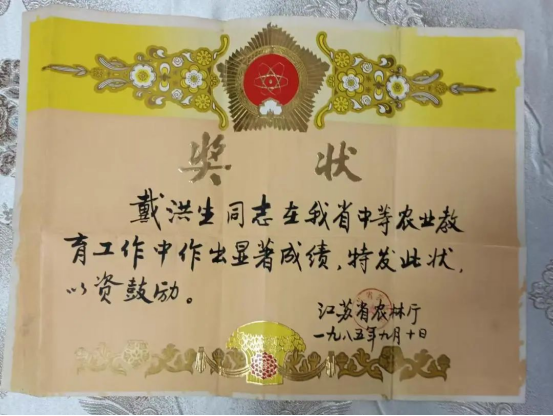 奖状
戴洪生同志在我省中等农业教
育工作中作出显著成绩，特发此状，
以资鼓励。
江苏省农林厅
一九八五年九月十日